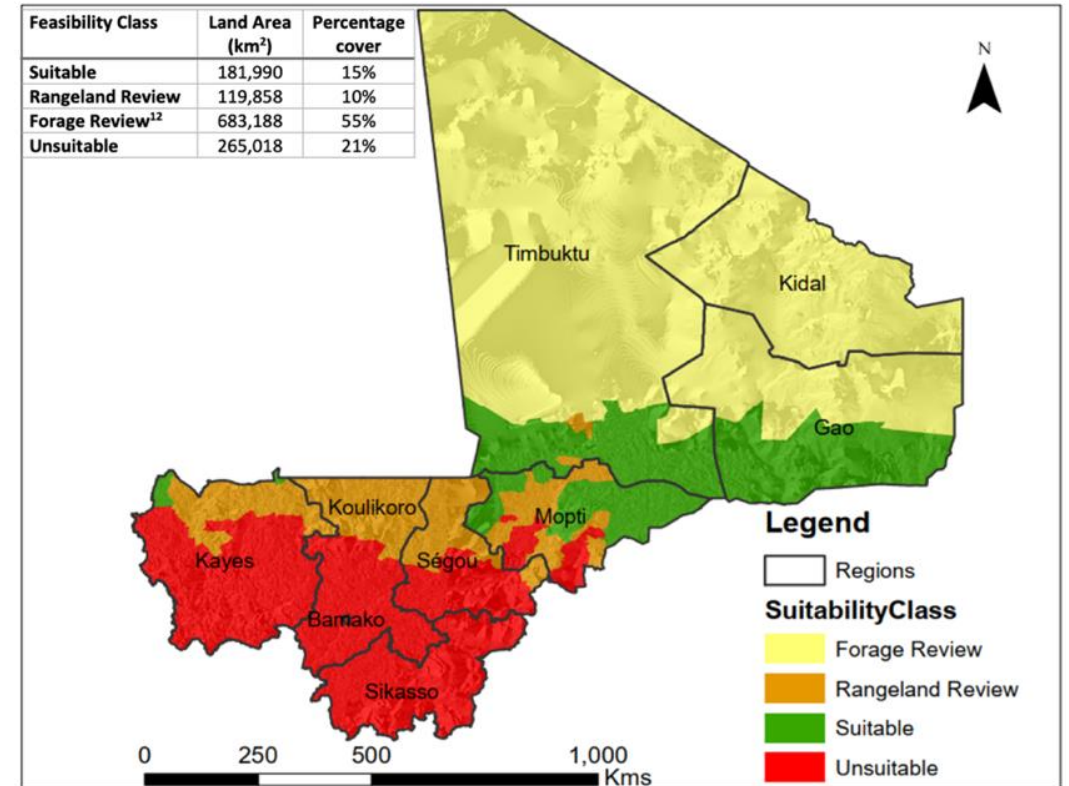 Feasibility Class Land Area (km²) Percentage cover
Suitable 181,990 15%
Rangeland Review 119,858 10%
Forage Review¹² 683,188 55%
Unsuitable 265,018 21%
N
Timbuktu
Kidal
Gao
Koulikoro
Mopti
Kayes
Ségou
Bamako
Sikasso
Legend
Regions
SuitabilityClass
Forage Review
Rangeland Review
Suitable
Unsuitable
0 250 500 1,000
Kms